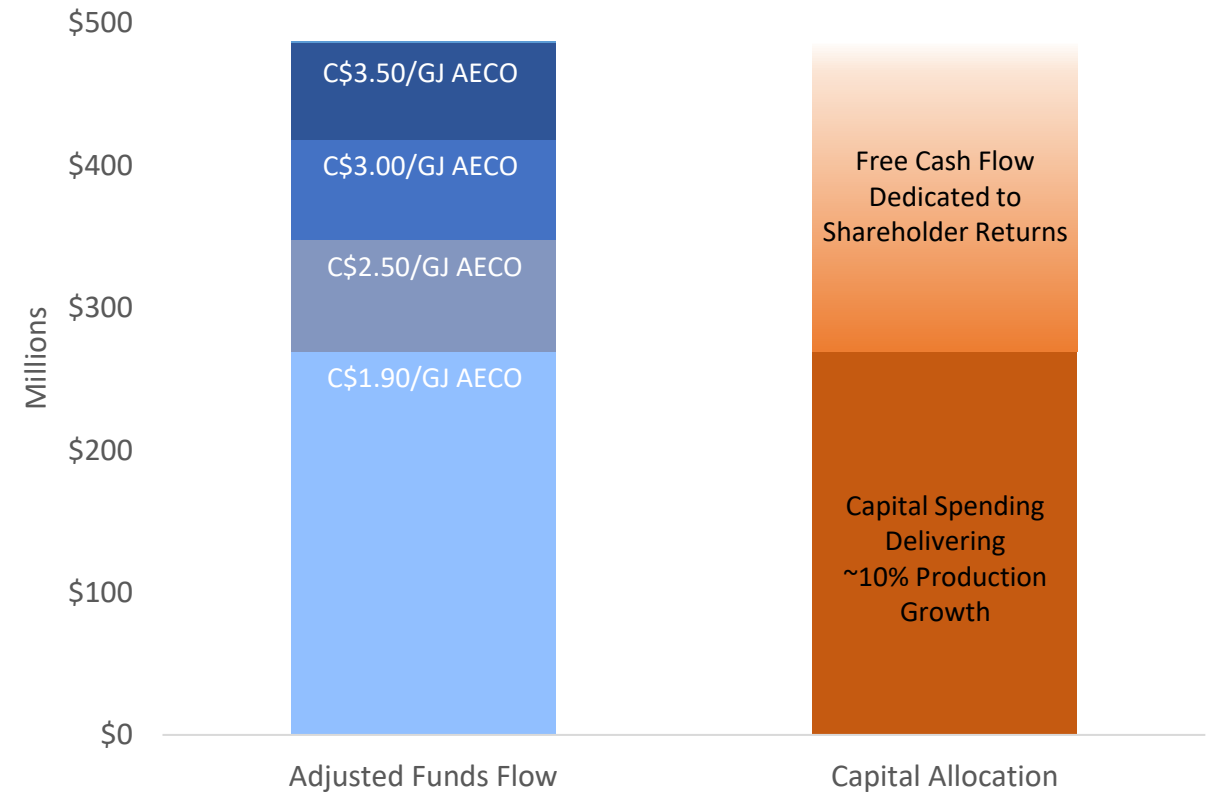 $500
$400
$300
$200
$100
$0
Millions
C$3.50/GJ AECO
C$3.00/GJ AECO
C$2.50/GJ AECO
C$1.90/GJ AECO
Free Cash Flow
Dedicated to
Shareholder Returns
Capital Spending
Delivering
~10% Production
Growth
Adjusted Funds Flow
Capital Allocation